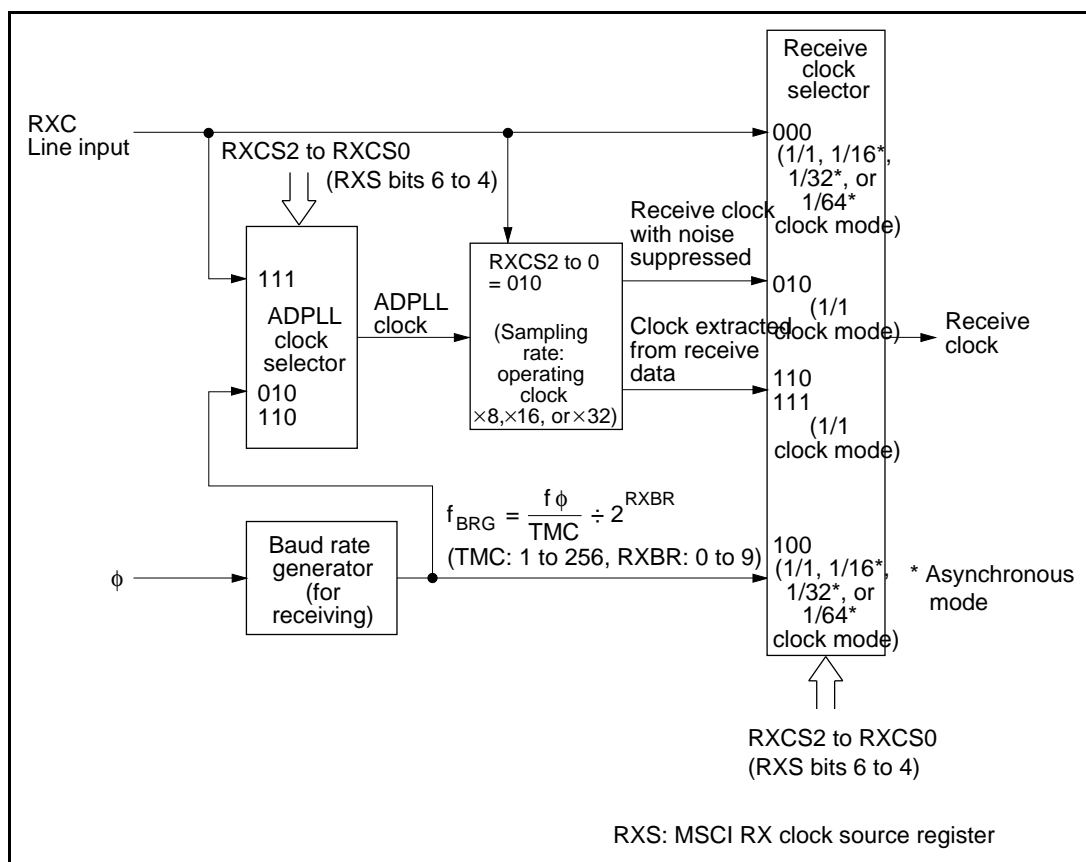 Receive
clock
selector
RXC
Line input
RXCS2 to RXCS0
(RXS bits 6 to 4)
000
(1/1, 1/16*,
1/32*, or
1/64*
clock mode)
111
ADPLL
clock
selector
010
110
ADPLL
clock
RXCS2 to 0
= 010
(Sampling
rate:
operating
clock
×8,×16, or×32)
Receive clock
with noise
suppressed
Clock extracted
from receive
data
010
(1/1
clock mode)
110
111
(1/1
clock mode)
Receive
clock
f BRG = fφ / TMC ÷ 2^RXBR
(TMC: 1 to 256, RXBR: 0 to 9)
φ
Baud rate
generator
(for
receiving)
100
(1/1, 1/16*,
1/32*, or
1/64*
clock mode)
* Asynchronous
mode
RXCS2 to RXCS0
(RXS bits 6 to 4)
RXS: MSCI RX clock source register